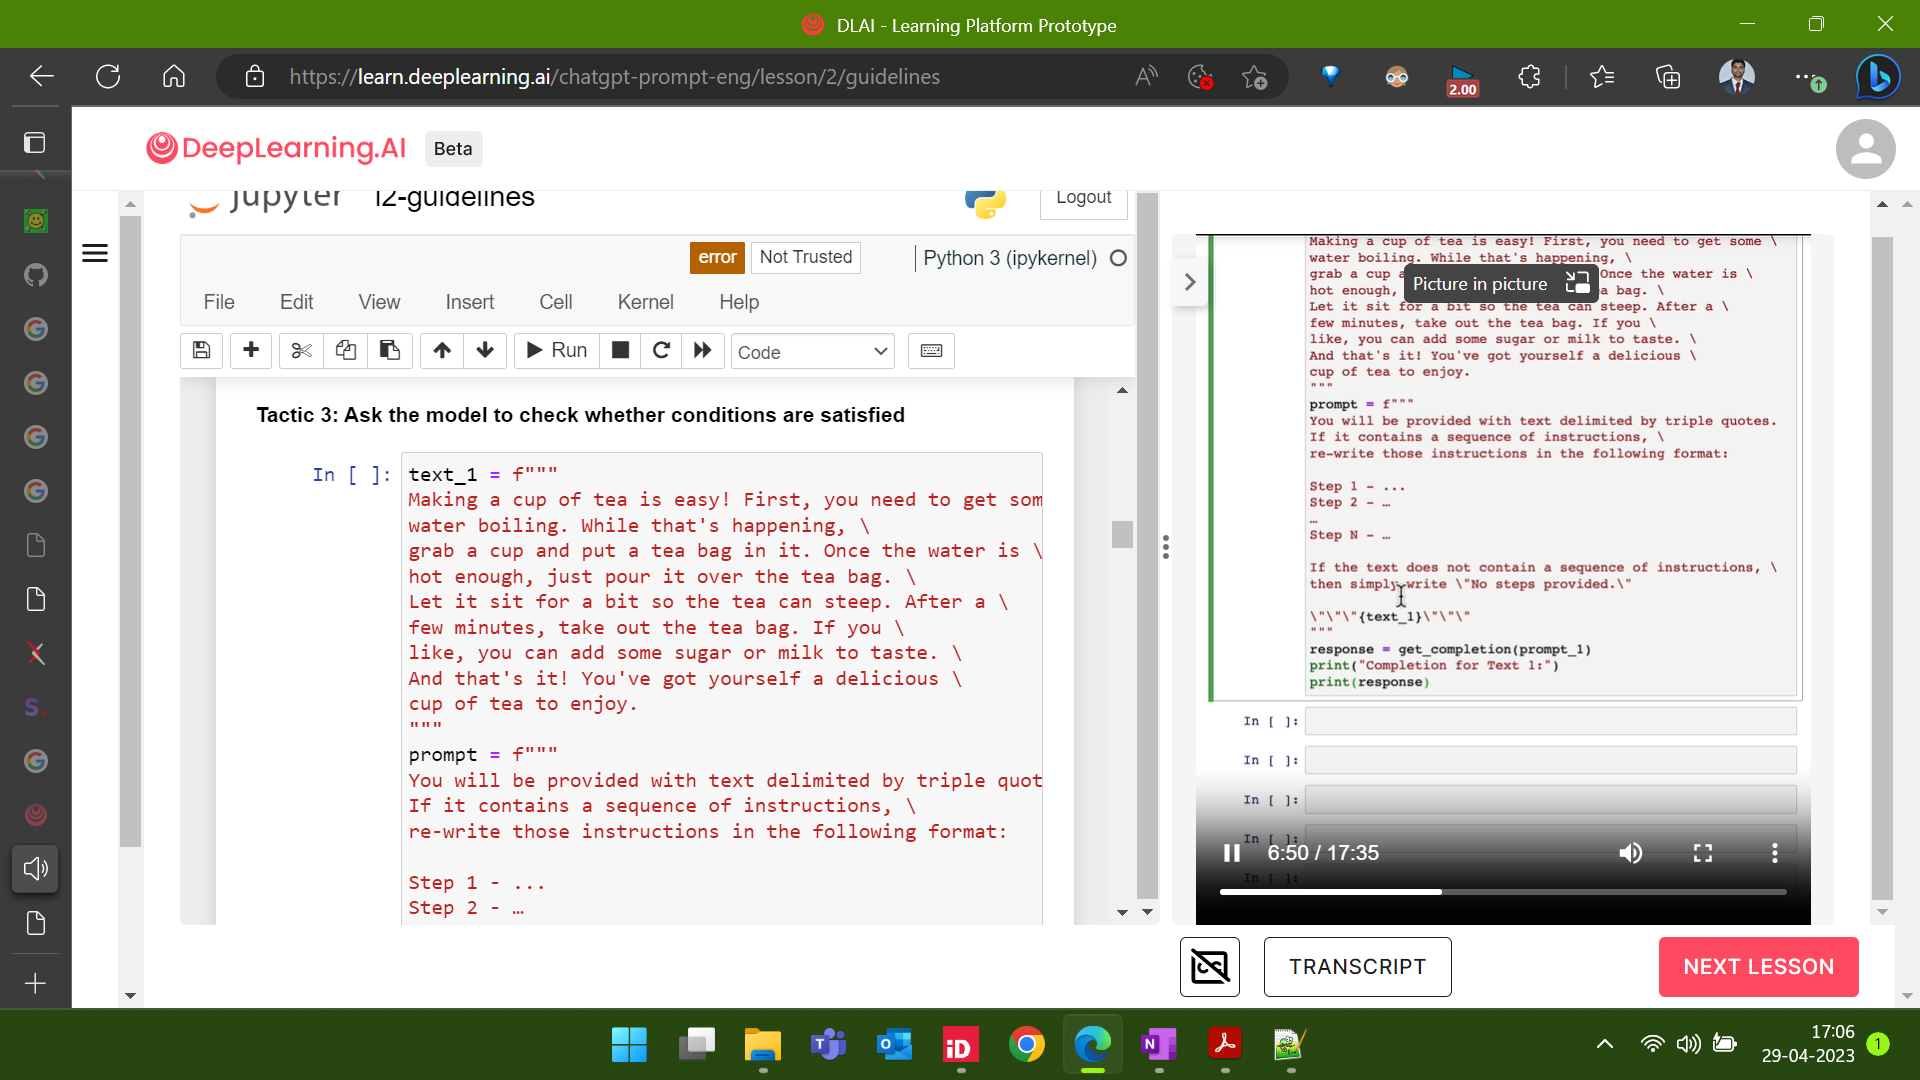 DLAI - Learning Platform Prototype
https://learn.deeplearning.ai/chatgpt-prompt-eng/lesson/2/guidelines
2.00
DeepLearning.AI
Beta
jupyter l2-guidelines
Logout
error
Not Trusted
Python 3 (ipykernel)
File Edit View Insert Cell Kernel Help
Run
Code
Tactic 3: Ask the model to check whether conditions are satisfied
In [ ]:
text_1 = f"""
Making a cup of tea is easy! First, you need to get som
water boiling. While that's happening, \
grab a cup and put a tea bag in it. Once the water is \
hot enough, just pour it over the tea bag. \
Let it sit for a bit so the tea can steep. After a \
few minutes, take out the tea bag. If you \
like, you can add some sugar or milk to taste. \
And that's it! You've got yourself a delicious \
cup of tea to enjoy.
"""
prompt = f"""
You will be provided with text delimited by triple quot
If it contains a sequence of instructions, \
re-write those instructions in the following format:
Step 1 - ...
Step 2 - …
Making a cup of tea is easy! First, you need to get some \
water boiling. While that's happening, \
grab a cup a Once the water is \
hot enough, a bag. \
Picture in picture
Let it sit for a bit so the tea can steep. After a \
few minutes, take out the tea bag. If you \
like, you can add some sugar or milk to taste. \
And that's it! You've got yourself a delicious \
cup of tea to enjoy.
"""
prompt = f"""
You will be provided with text delimited by triple quotes.
If it contains a sequence of instructions, \
re-write those instructions in the following format:
Step 1 - ...
Step 2 - …
…
Step N - …
If the text does not contain a sequence of instructions, \
then simply write \"No steps provided.\"
\"\"\"{text_1}\"\"\"
"""
response = get_completion(prompt_1)
print("Completion for Text 1:")
print(response)
In [ ]:
In [ ]:
In [ ]:
In [ ]:
In [ ]:
6:50 / 17:35
TRANSCRIPT
NEXT LESSON
17:06
29-04-2023
1